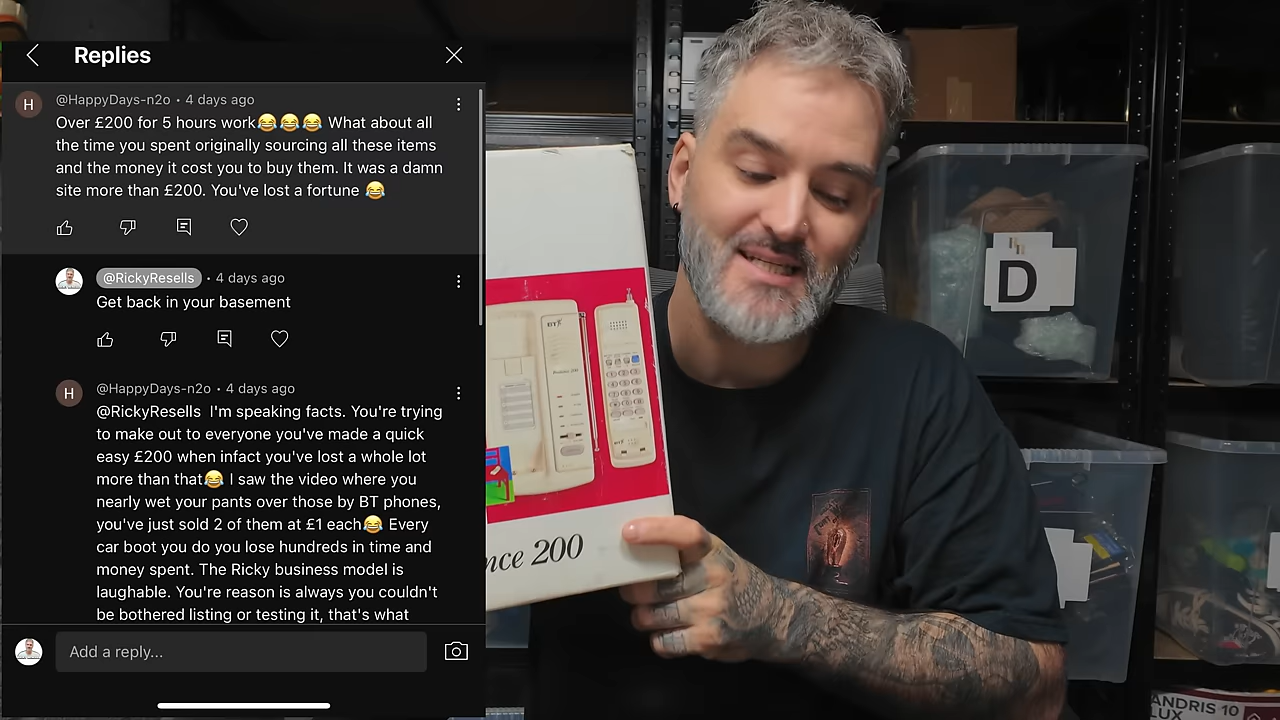 Replies
@HappyDays-n2o • 4 days ago
Over £200 for 5 hours work😂😂😂 What about all
the time you spent originally sourcing all these items
and the money it cost you to buy them. It was a damn
site more than £200. You've lost a fortune 😂
@RickyResells • 4 days ago
Get back in your basement
@HappyDays-n2o • 4 days ago
@RickyResells I'm speaking facts. You're trying
to make out to everyone you've made a quick
easy £200 when infact you've lost a whole lot
more than that😂 I saw the video where you
nearly wet your pants over those by BT phones,
you've just sold 2 of them at £1 each😂 Every
car boot you do you lose hundreds in time and
money spent. The Ricky business model is
laughable. You're reason is always you couldn't
be bothered listing or testing it, that's what
Add a reply...
H
H
BT
nce 200
D
ANDRIS 10
LUX